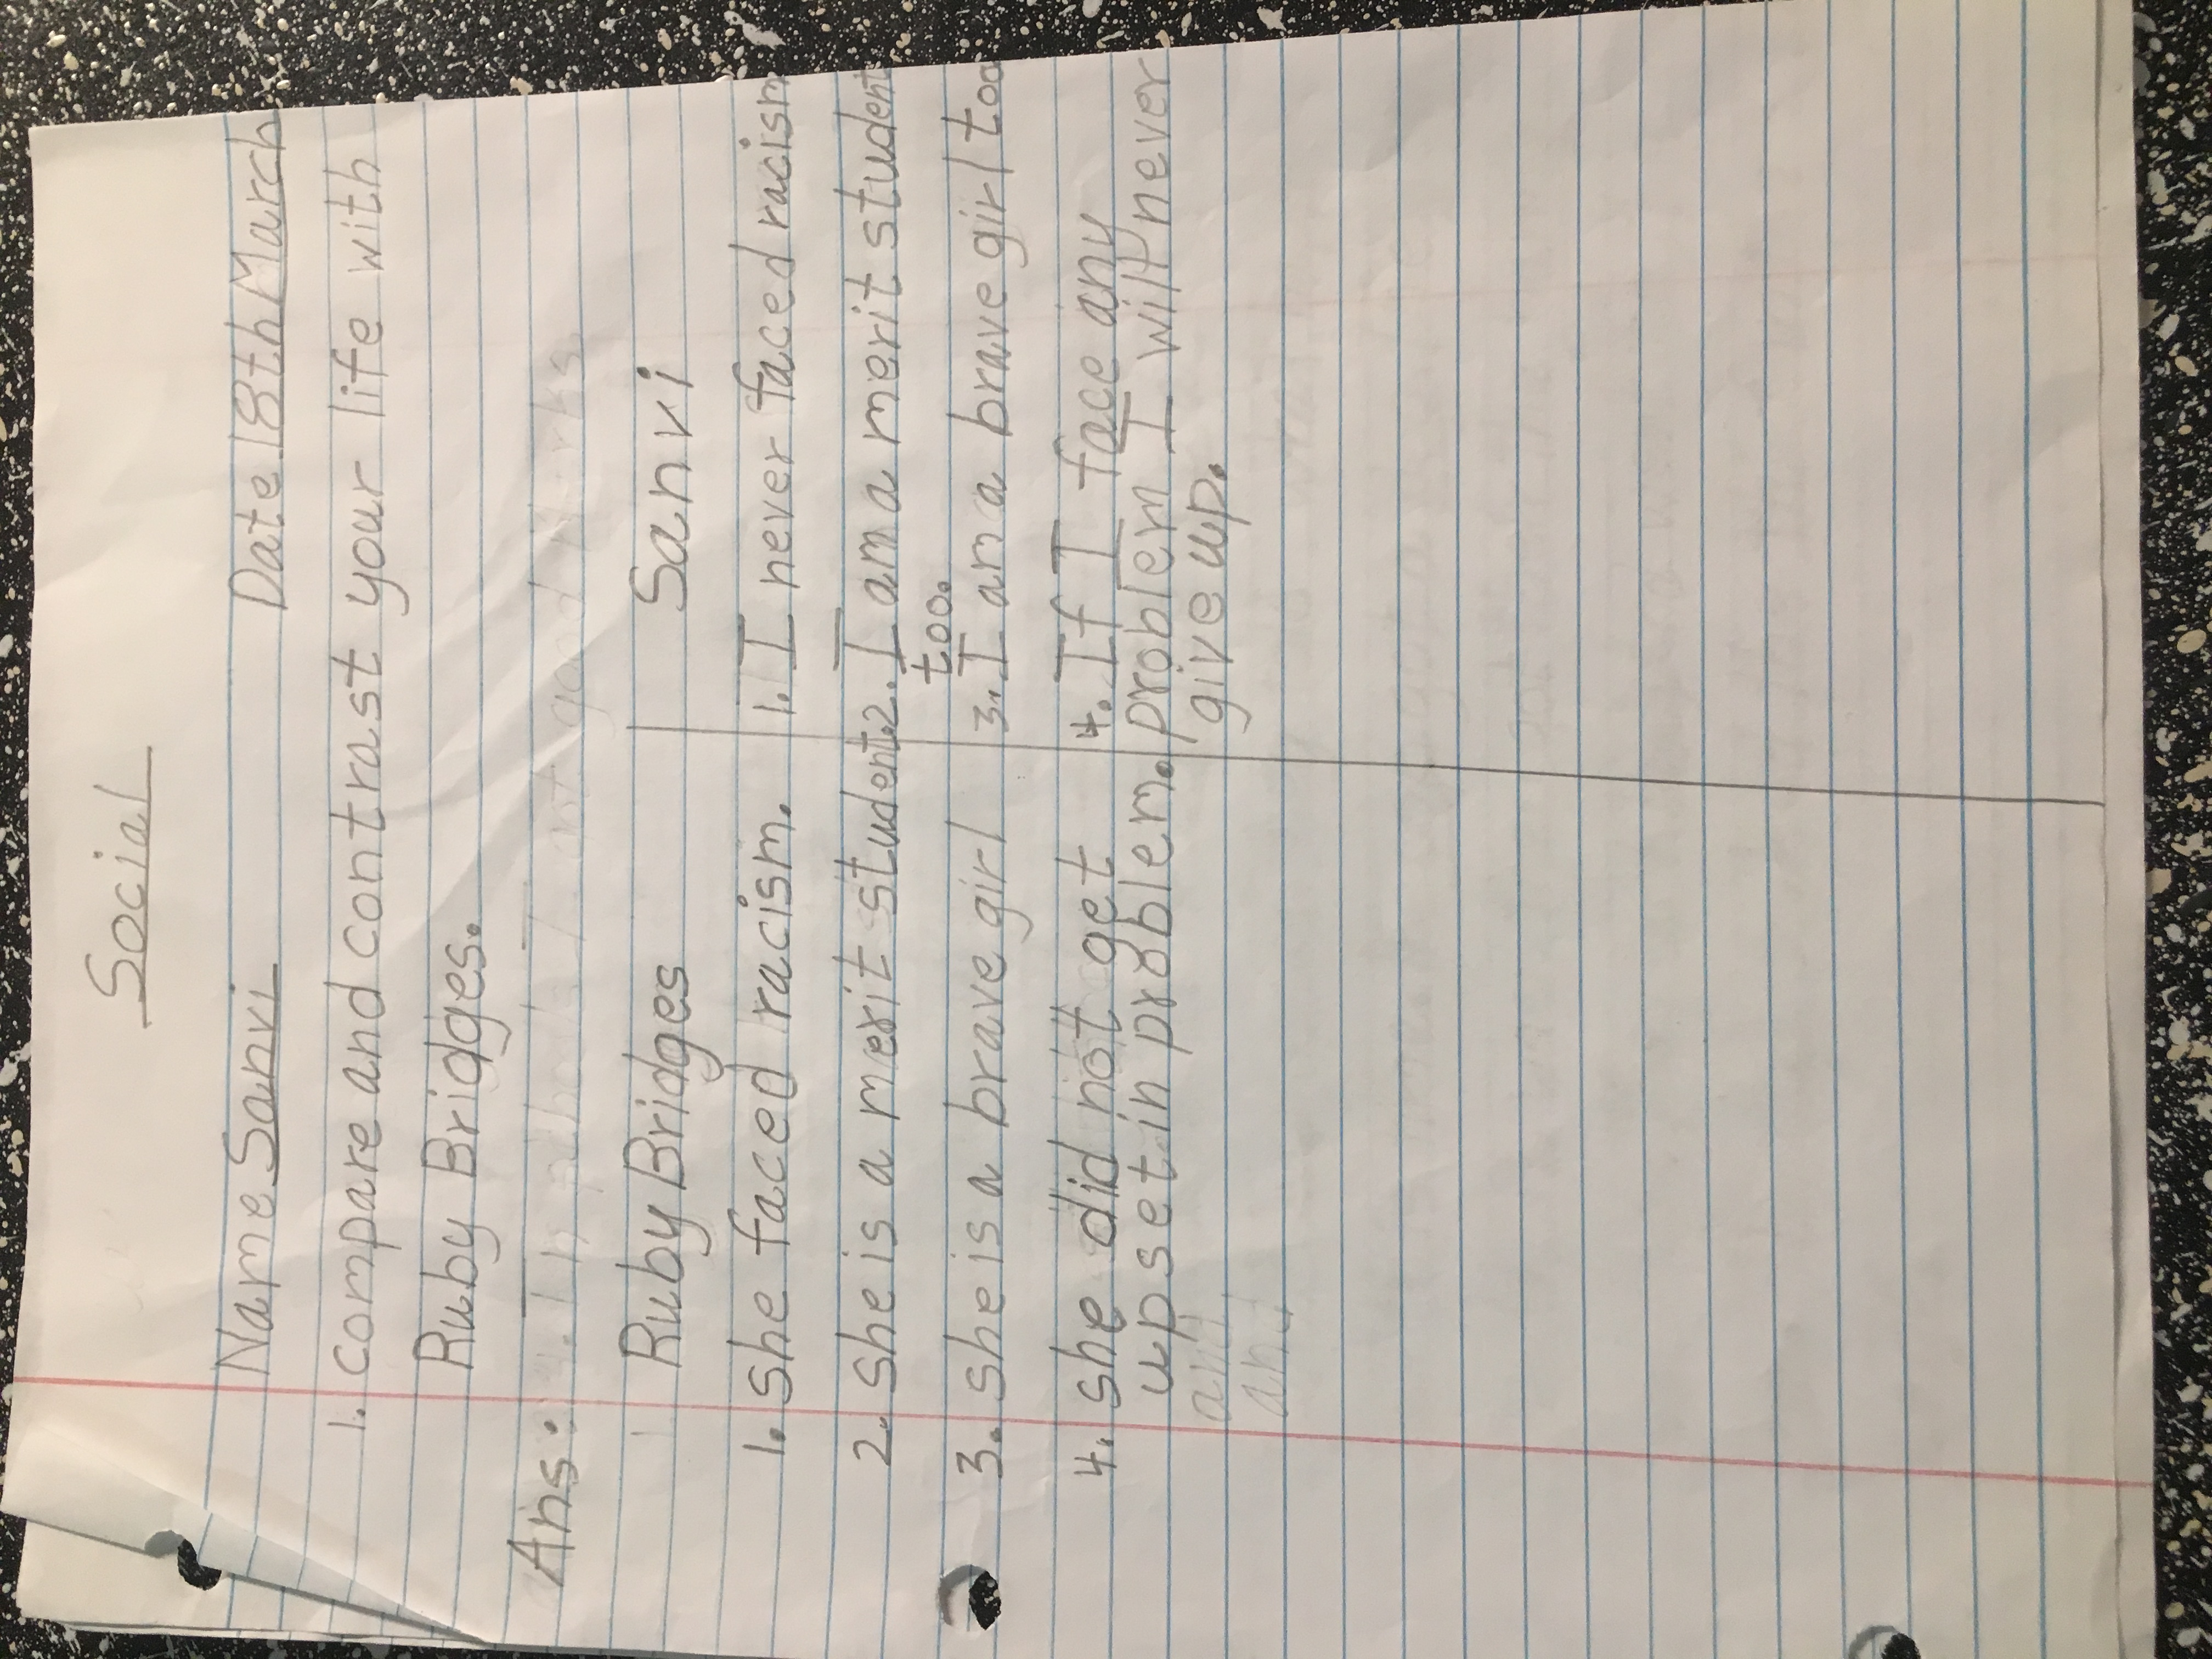 Social
Name Sanvi Date 18th March
1. compare and contrast your life with
Ruby Bridges.
Ans:
Ruby Bridges Sanvi
1. she faced racism. 1. I never faced racism
2. she is a merit student. 2. I am a merit student
too.
3. she is a brave girl 3. I am a brave girl too
4. she did not get 4. If I face any
upset in problem. problem I will never
and give up.
and